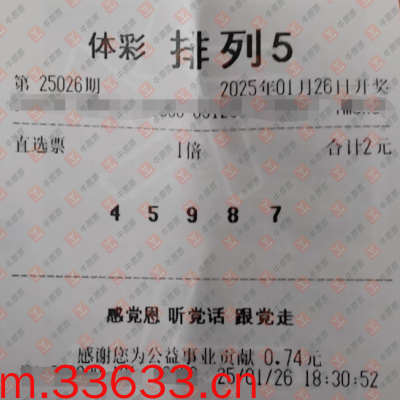 体彩 排列5
第 25026期 2025年01月26日开奖
直选票 1倍 合计2元
4 5 9 8 7
感党恩 听党话 跟党走
感谢您为公益事业贡献 0.74元
25/01/26 18:30:52
m.33633.cn